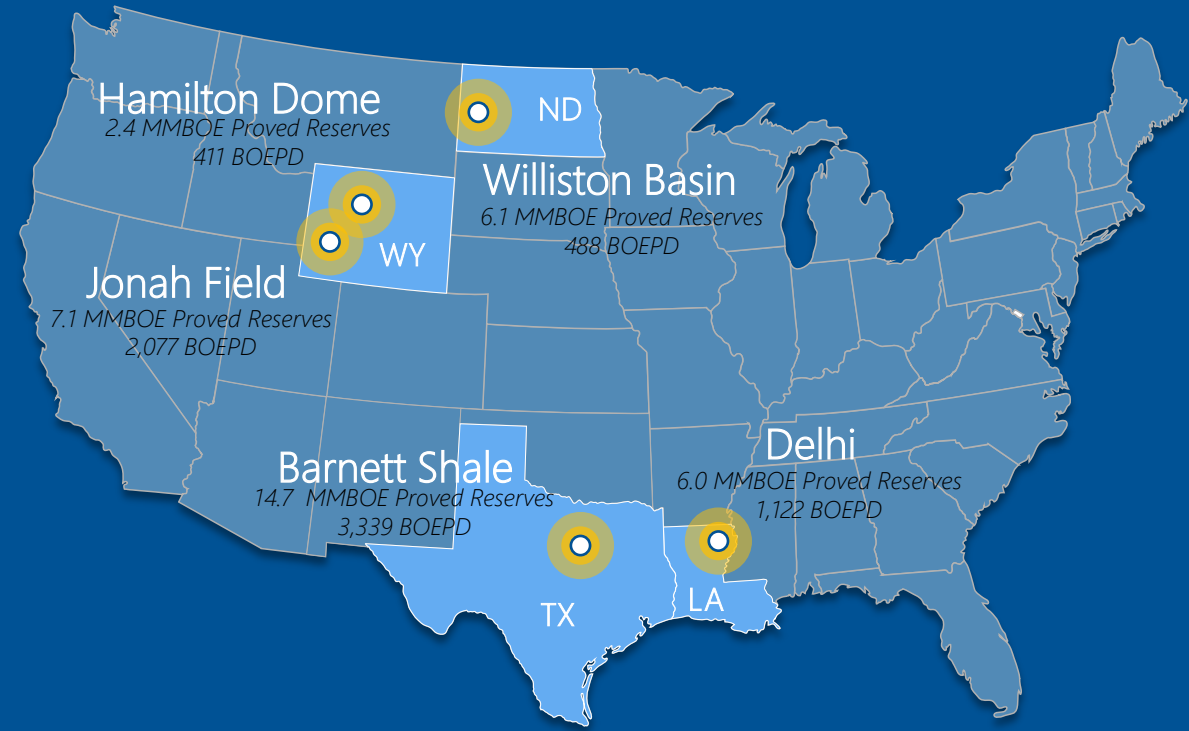 Hamilton Dome
2.4 MMBOE Proved Reserves
411 BOEPD
ND
Williston Basin
6.1 MMBOE Proved Reserves
488 BOEPD
WY
Jonah Field
7.1 MMBOE Proved Reserves
2,077 BOEPD
Barnett Shale
14.7 MMBOE Proved Reserves
3,339 BOEPD
Delhi
6.0 MMBOE Proved Reserves
1,122 BOEPD
TX
LA